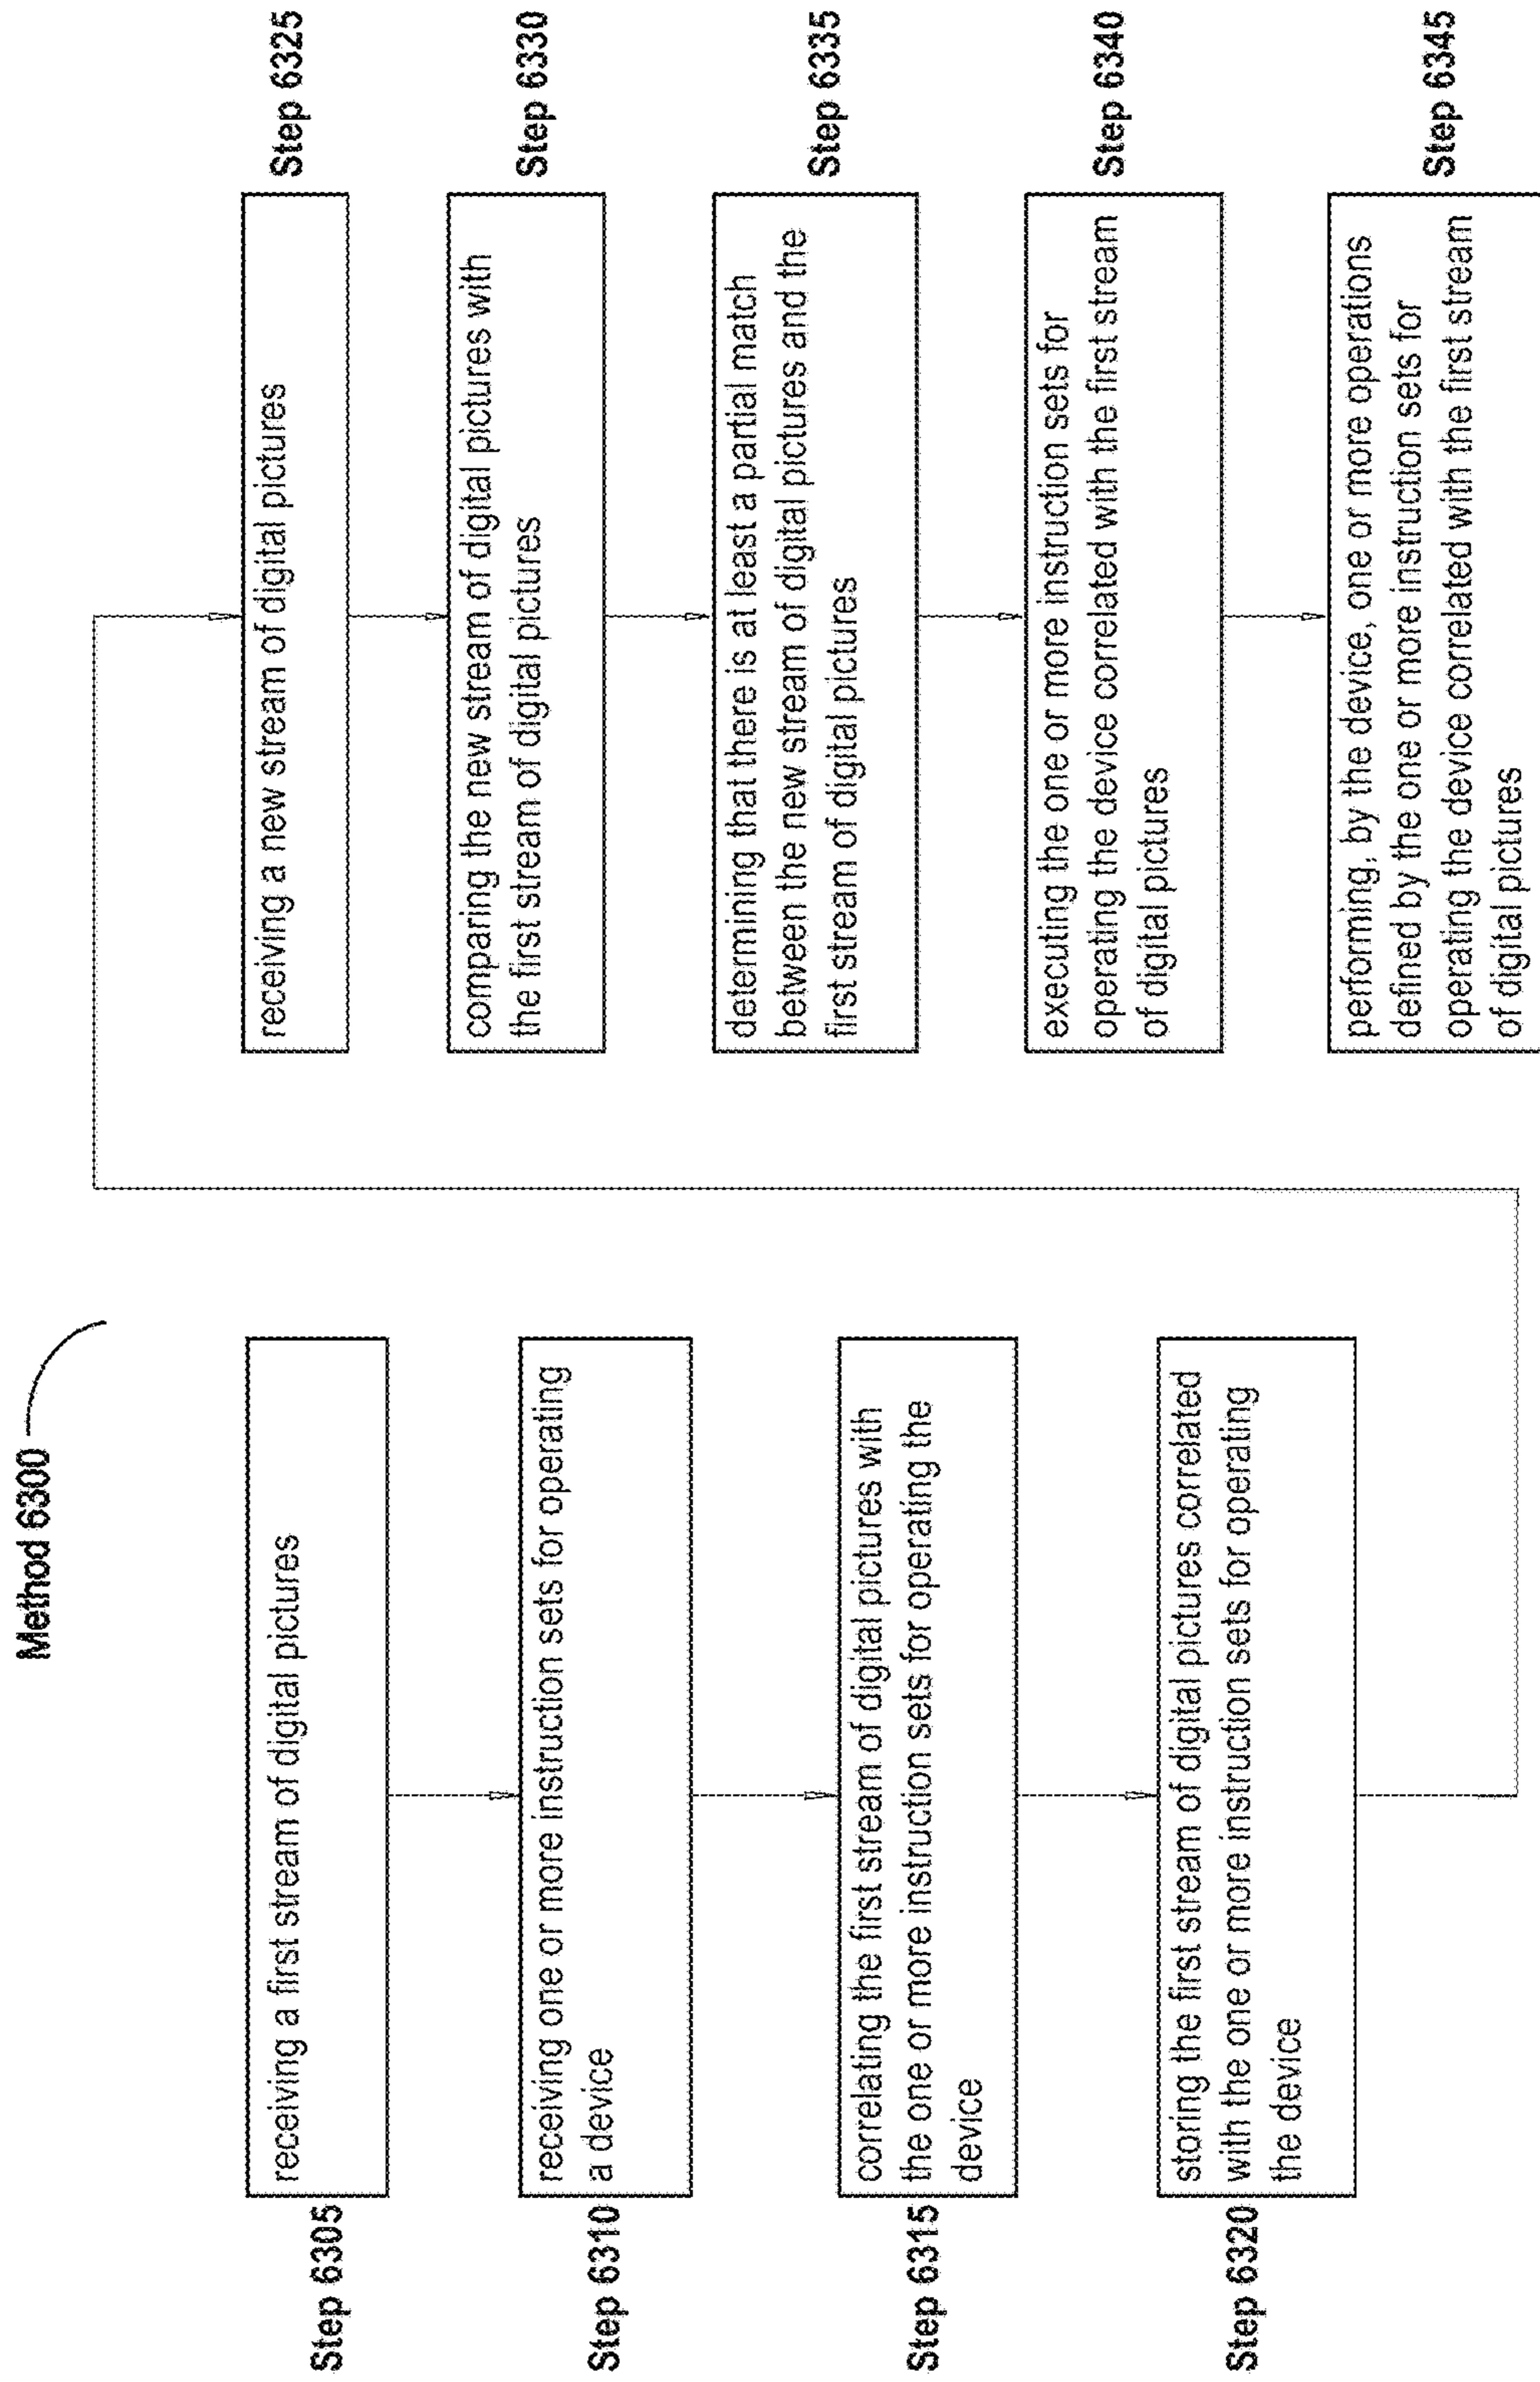 Method 6300
Step 6305
receiving a first stream of digital pictures
Step 6310
receiving one or more instruction sets for operating
a device
Step 6315
correlating the first stream of digital pictures with
the one or more instruction sets for operating the
device
Step 6320
storing the first stream of digital pictures correlated
with the one or more instruction sets for operating
the device
receiving a new stream of digital pictures
Step 6325
comparing the new stream of digital pictures with
the first stream of digital pictures
Step 6330
determining that there is at least a partial match
between the new stream of digital pictures and the
first stream of digital pictures
Step 6335
executing the one or more instruction sets for
operating the device correlated with the first stream
of digital pictures
Step 6340
performing, by the device, one or more operations
defined by the one or more instruction sets for
operating the device correlated with the first stream
of digital pictures
Step 6345